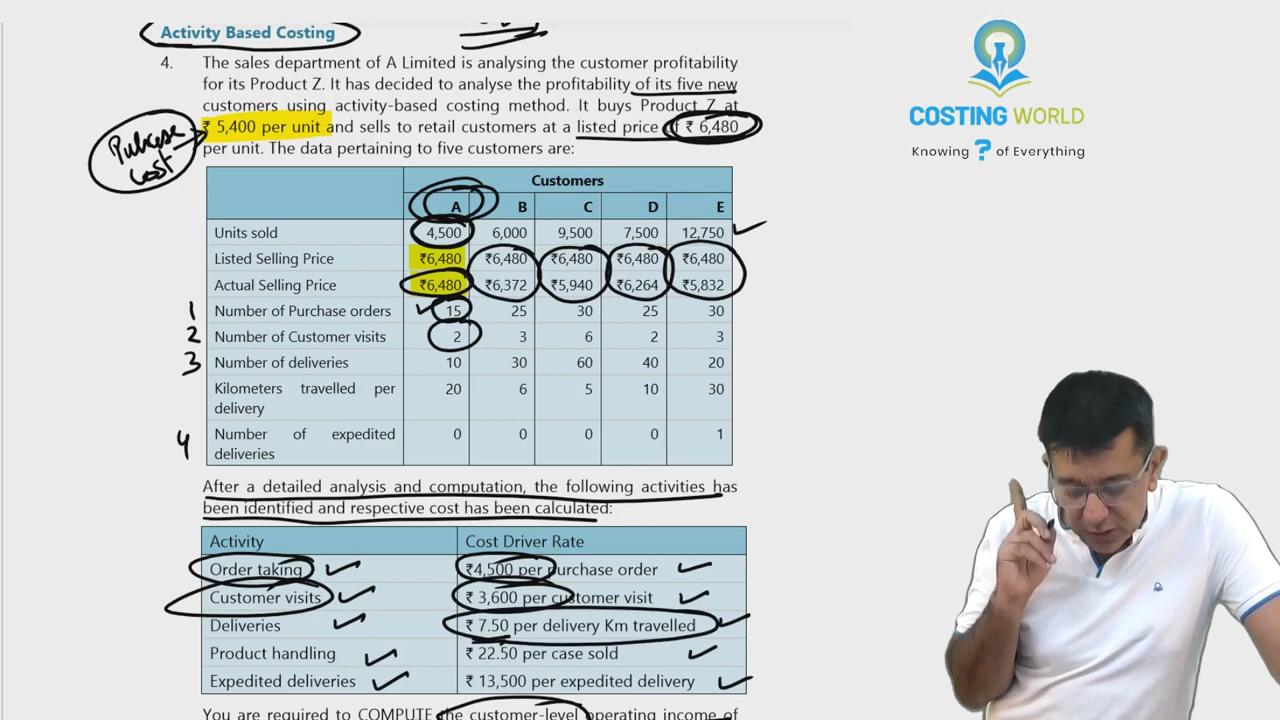 Activity Based Costing
4. The sales department of A Limited is analysing the customer profitability
for its Product Z. It has decided to analyse the profitability of its five new
customers using activity-based costing method. It buys Product Z at
₹ 5,400 per unit and sells to retail customers at a listed price of ₹ 6,480
per unit. The data pertaining to five customers are:
Purchase
Cost
Customers
A B C D E
Units sold 4,500 6,000 9,500 7,500 12,750
Listed Selling Price ₹6,480 ₹6,480 ₹6,480 ₹6,480 ₹6,480
Actual Selling Price ₹6,480 ₹6,372 ₹5,940 ₹6,264 ₹5,832
1 Number of Purchase orders 15 25 30 25 30
2 Number of Customer visits 2 3 6 2 3
3 Number of deliveries 10 30 60 40 20
Kilometers travelled per
delivery 20 6 5 10 30
4 Number of expedited
deliveries 0 0 0 0 1
After a detailed analysis and computation, the following activities has
been identified and respective cost has been calculated:
Activity Cost Driver Rate
Order taking ₹4,500 per purchase order
Customer visits ₹ 3,600 per customer visit
Deliveries ₹ 7.50 per delivery Km travelled
Product handling ₹ 22.50 per case sold
Expedited deliveries ₹ 13,500 per expedited delivery
You are required to COMPUTE the customer-level operating income of
COSTING WORLD
Knowing ? of Everything